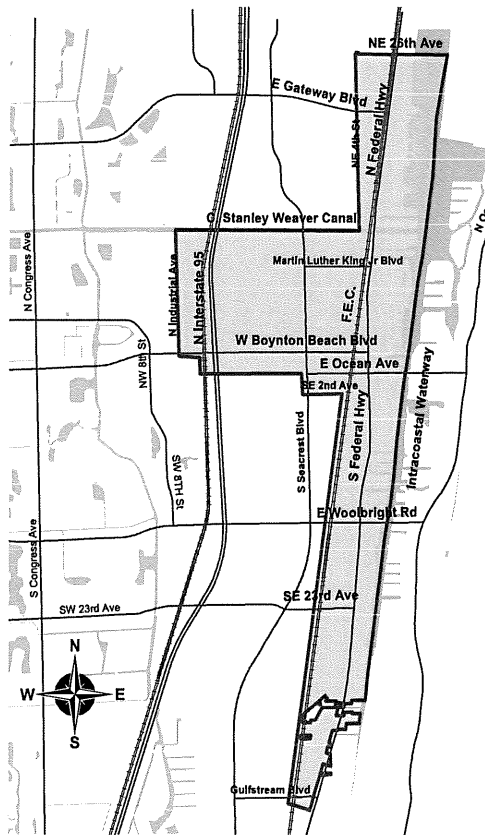 NE 26th Ave
E Gateway Blvd
NE 4th St
N Federal Hwy
C. Stanley Weaver Canal
N Congress Ave
N Industrial Ave
N Interstate 95
Martin Luther King Jr Blvd
F.E.C.
W Boynton Beach Blvd
E Ocean Ave
NW 8th St
SE 2nd Ave
Intracoastal Waterway
S Federal Hwy
S Seacrest Blvd
SW 8TH St
E Woolbright Rd
S Congress Ave
SE 23rd Ave
SW 23rd Ave
N
W
E
S
Gulfstream Blvd